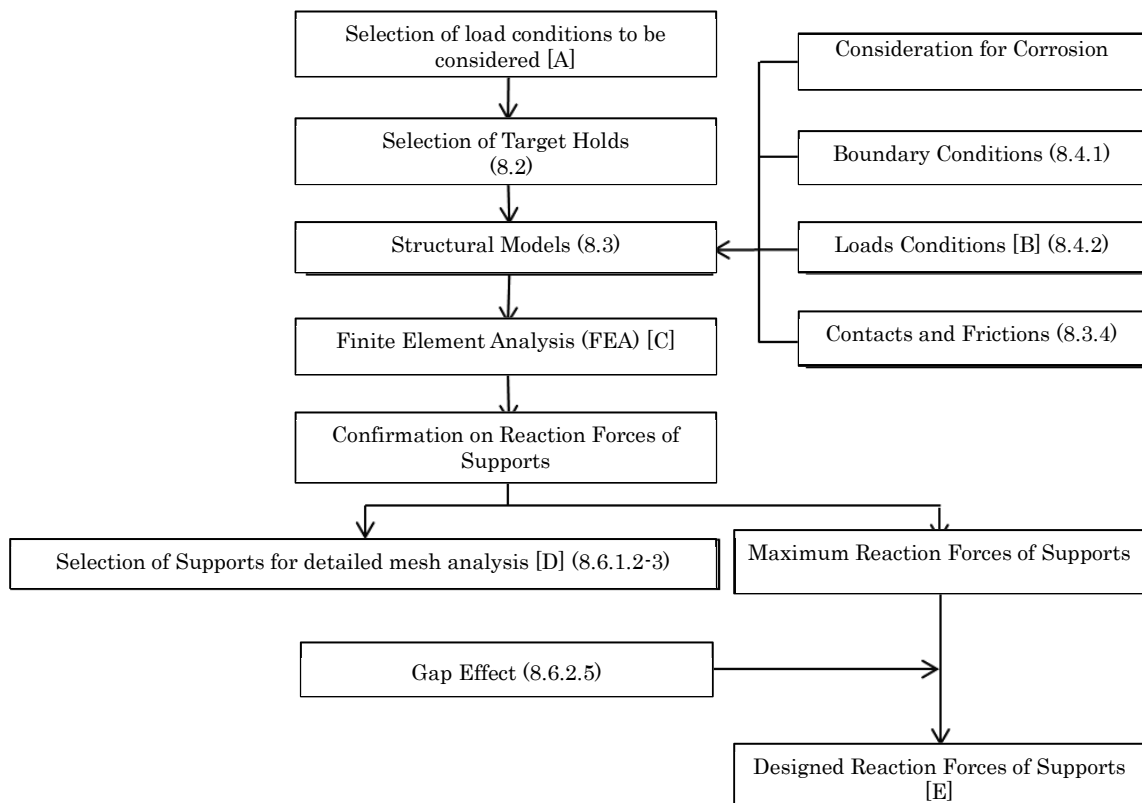 Selection of load conditions to be
considered [A]
Consideration for Corrosion
Selection of Target Holds
(8.2)
Boundary Conditions (8.4.1)
Structural Models (8.3)
Loads Conditions [B] (8.4.2)
Finite Element Analysis (FEA) [C]
Contacts and Frictions (8.3.4)
Confirmation on Reaction Forces of
Supports
Selection of Supports for detailed mesh analysis [D] (8.6.1.2-3)
Maximum Reaction Forces of Supports
Gap Effect (8.6.2.5)
Designed Reaction Forces of Supports
[E]